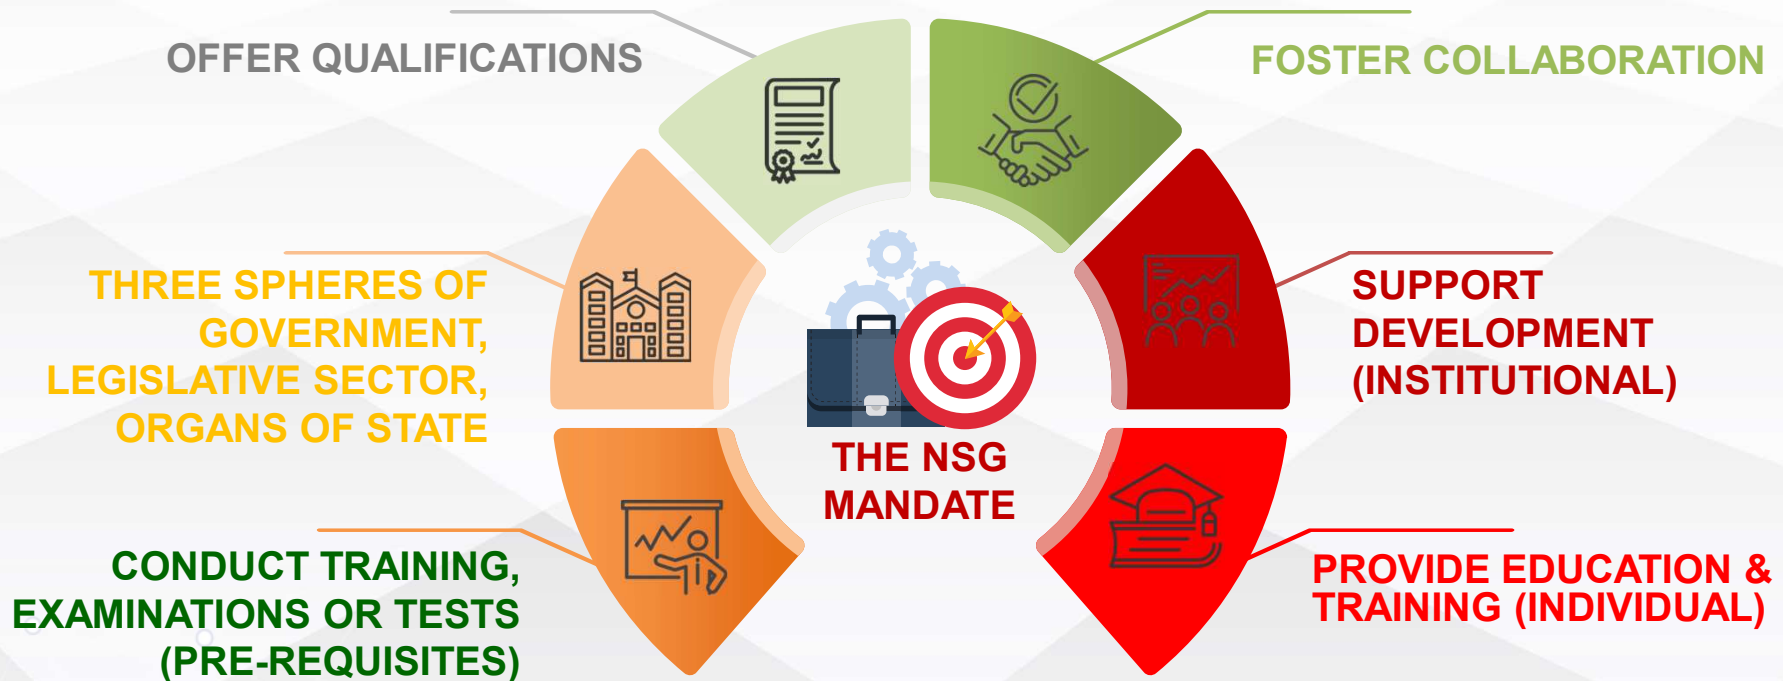 OFFER QUALIFICATIONS
FOSTER COLLABORATION
THREE SPHERES OF
GOVERNMENT,
LEGISLATIVE SECTOR,
ORGANS OF STATE
SUPPORT
DEVELOPMENT
(INSTITUTIONAL)
THE NSG
MANDATE
CONDUCT TRAINING,
EXAMINATIONS OR TESTS
(PRE-REQUISITES)
PROVIDE EDUCATION &
TRAINING (INDIVIDUAL)